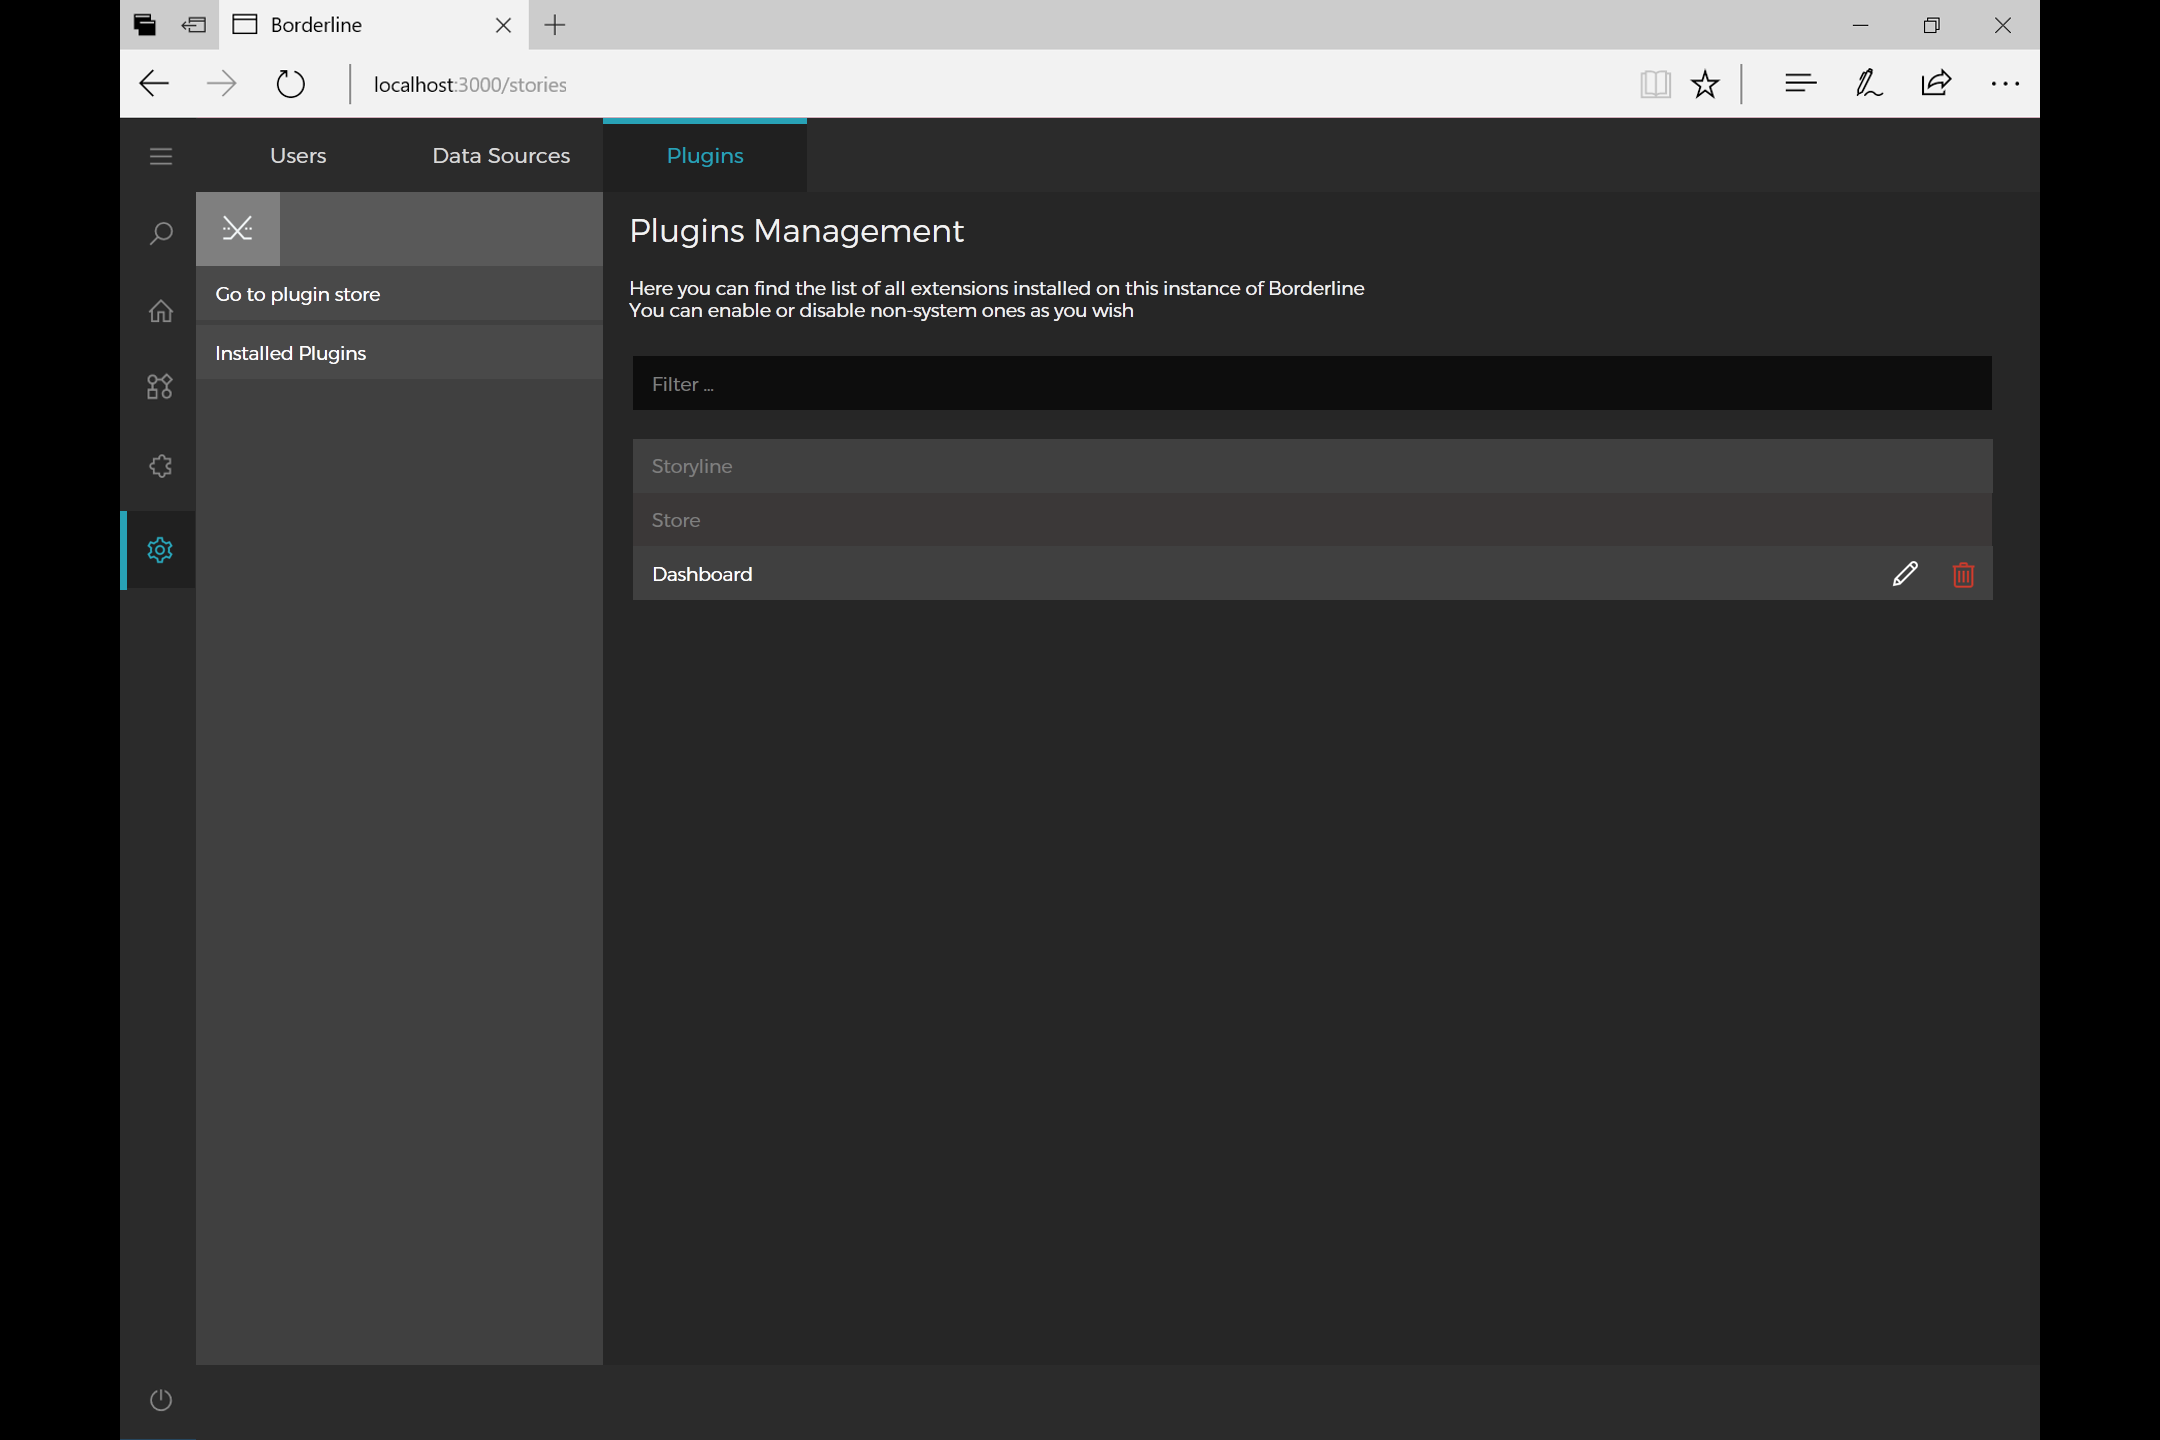 Borderline
localhost:3000/stories
Users
Data Sources
Plugins
Go to plugin store
Installed Plugins
Plugins Management
Here you can find the list of all extensions installed on this instance of Borderline
You can enable or disable non-system ones as you wish
Filter ...
Storyline
Store
Dashboard